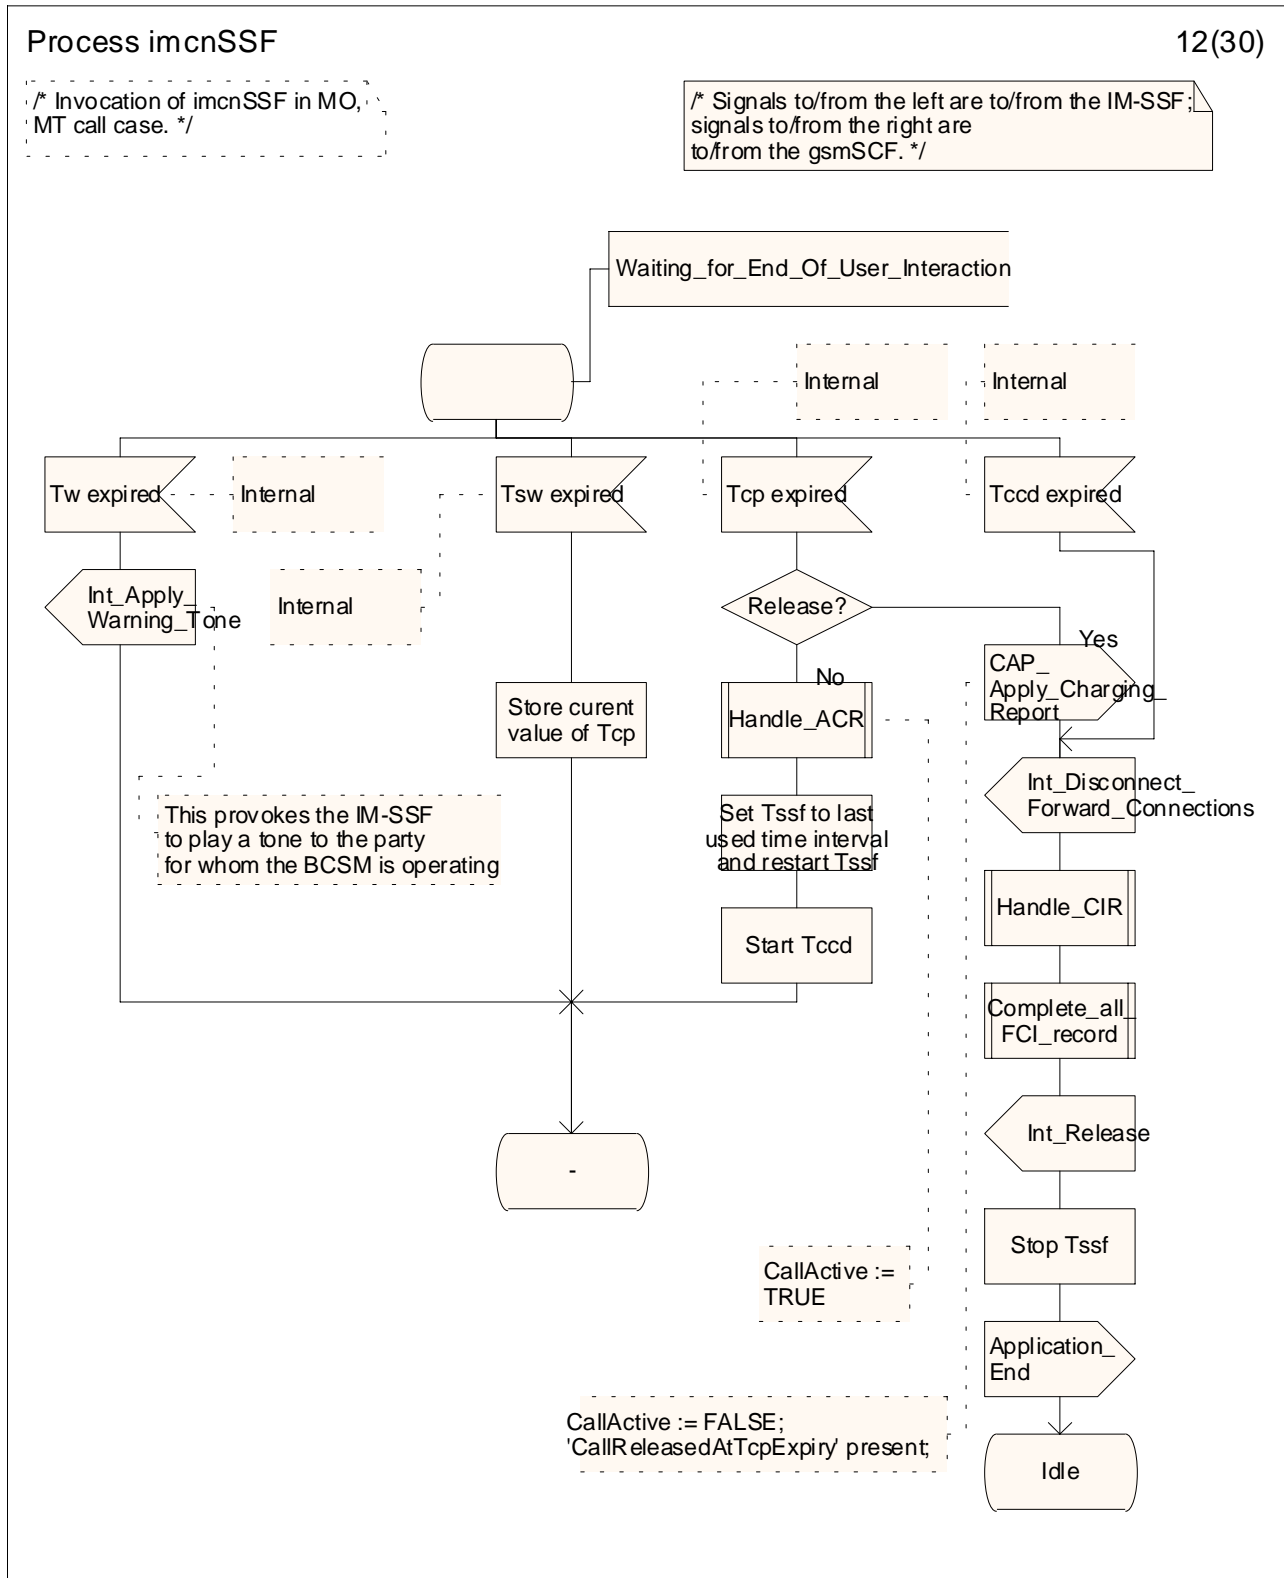 Process imcnSSF
12(30)
/* Invocation of imcnSSF in MO,
MT call case. */
/* Signals to/from the left are to/from the IM-SSF;
signals to/from the right are
to/from the gsmSCF. */
Waiting_for_End_Of_User_Interaction
Internal
Internal
Tw expired
Internal
Tsw expired
Tcp expired
Tccd expired
Int_Apply_
Warning_Tone
Internal
Release?
Yes
No
CAP_
Apply_Charging_
Report
Store curent
value of Tcp
Handle_ACR
Int_Disconnect_
Forward_Connections
This provokes the IM-SSF
to play a tone to the party
for whom the BCSM is operating
Set Tssf to last
used time interval
and restart Tssf
Handle_CIR
Start Tccd
Complete_all_
FCI_record
Int_Release
-
Stop Tssf
CallActive :=
TRUE
Application_
End
CallActive := FALSE;
'CallReleasedAtTcpExpiry' present;
Idle